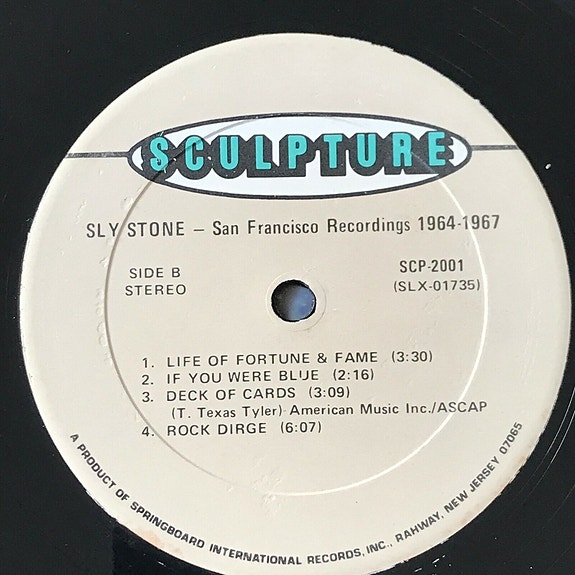 SCULPTURE
SLY STONE — San Francisco Recordings 1964-1967
SIDE B
STEREO
SCP-2001
(SLX-01735)
1. LIFE OF FORTUNE & FAME (3:30)
2. IF YOU WERE BLUE (2:16)
3. DECK OF CARDS (3:09)
(T. Texas Tyler) American Music Inc./ASCAP
4. ROCK DIRGE (6:07)
A PRODUCT OF SPRINGBOARD INTERNATIONAL RECORDS, INC., RAHWAY, NEW JERSEY 07065